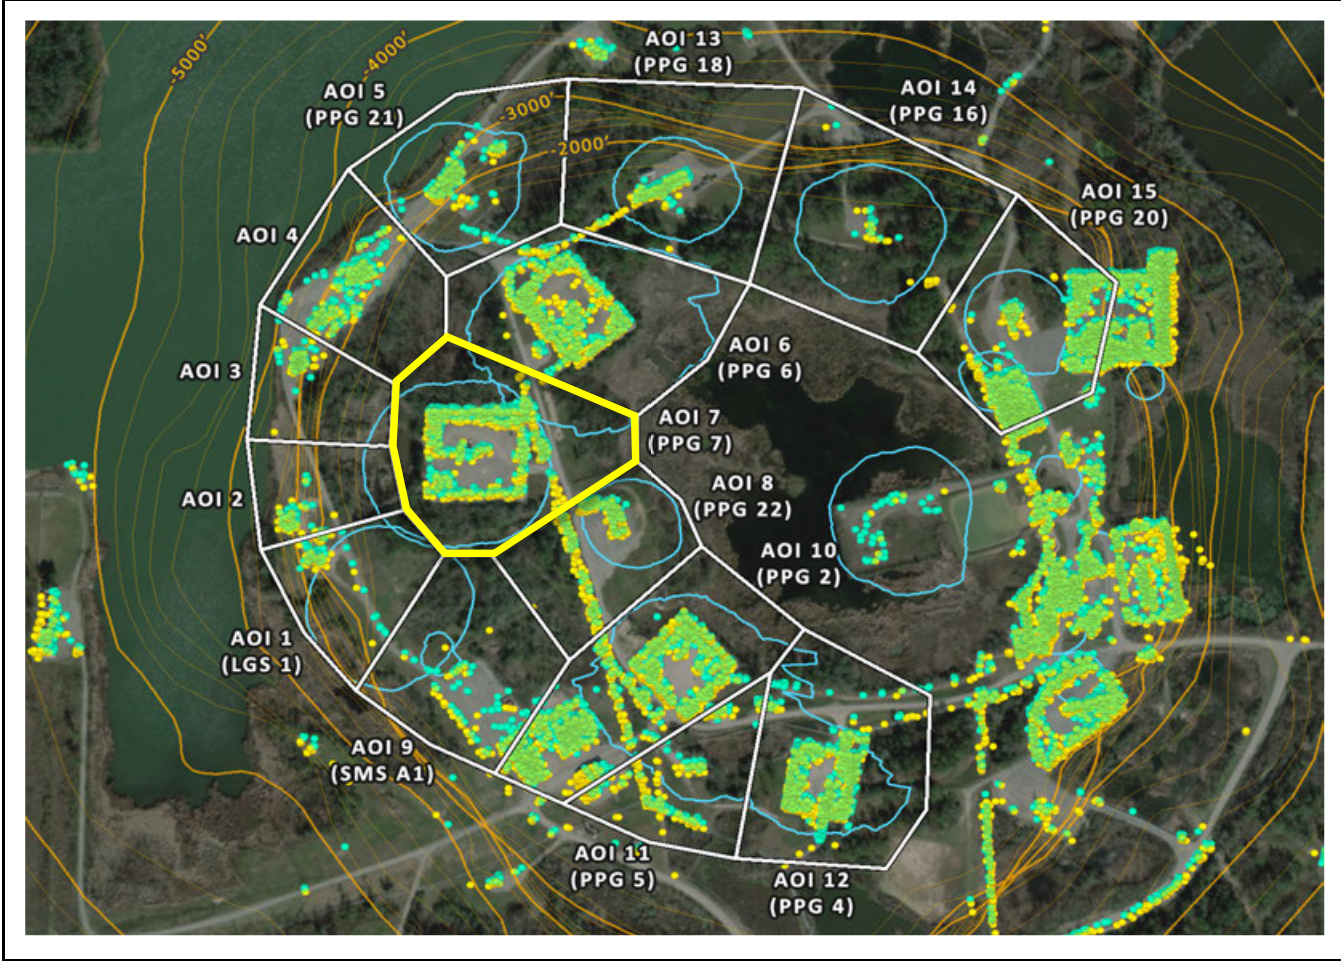 -5000'
-4000'
AOI 13
(PPG 18)
AOI 5
(PPG 21)
AOI 14
(PPG 16)
-3000'
-2000'
AOI 15
(PPG 20)
AOI 4
AOI 3
AOI 6
(PPG 6)
AOI 7
(PPG 7)
AOI 2
AOI 8
(PPG 22)
AOI 10
(PPG 2)
AOI 1
(LGS 1)
AOI 9
(SMS A1)
AOI 11
(PPG 5)
AOI 12
(PPG 4)